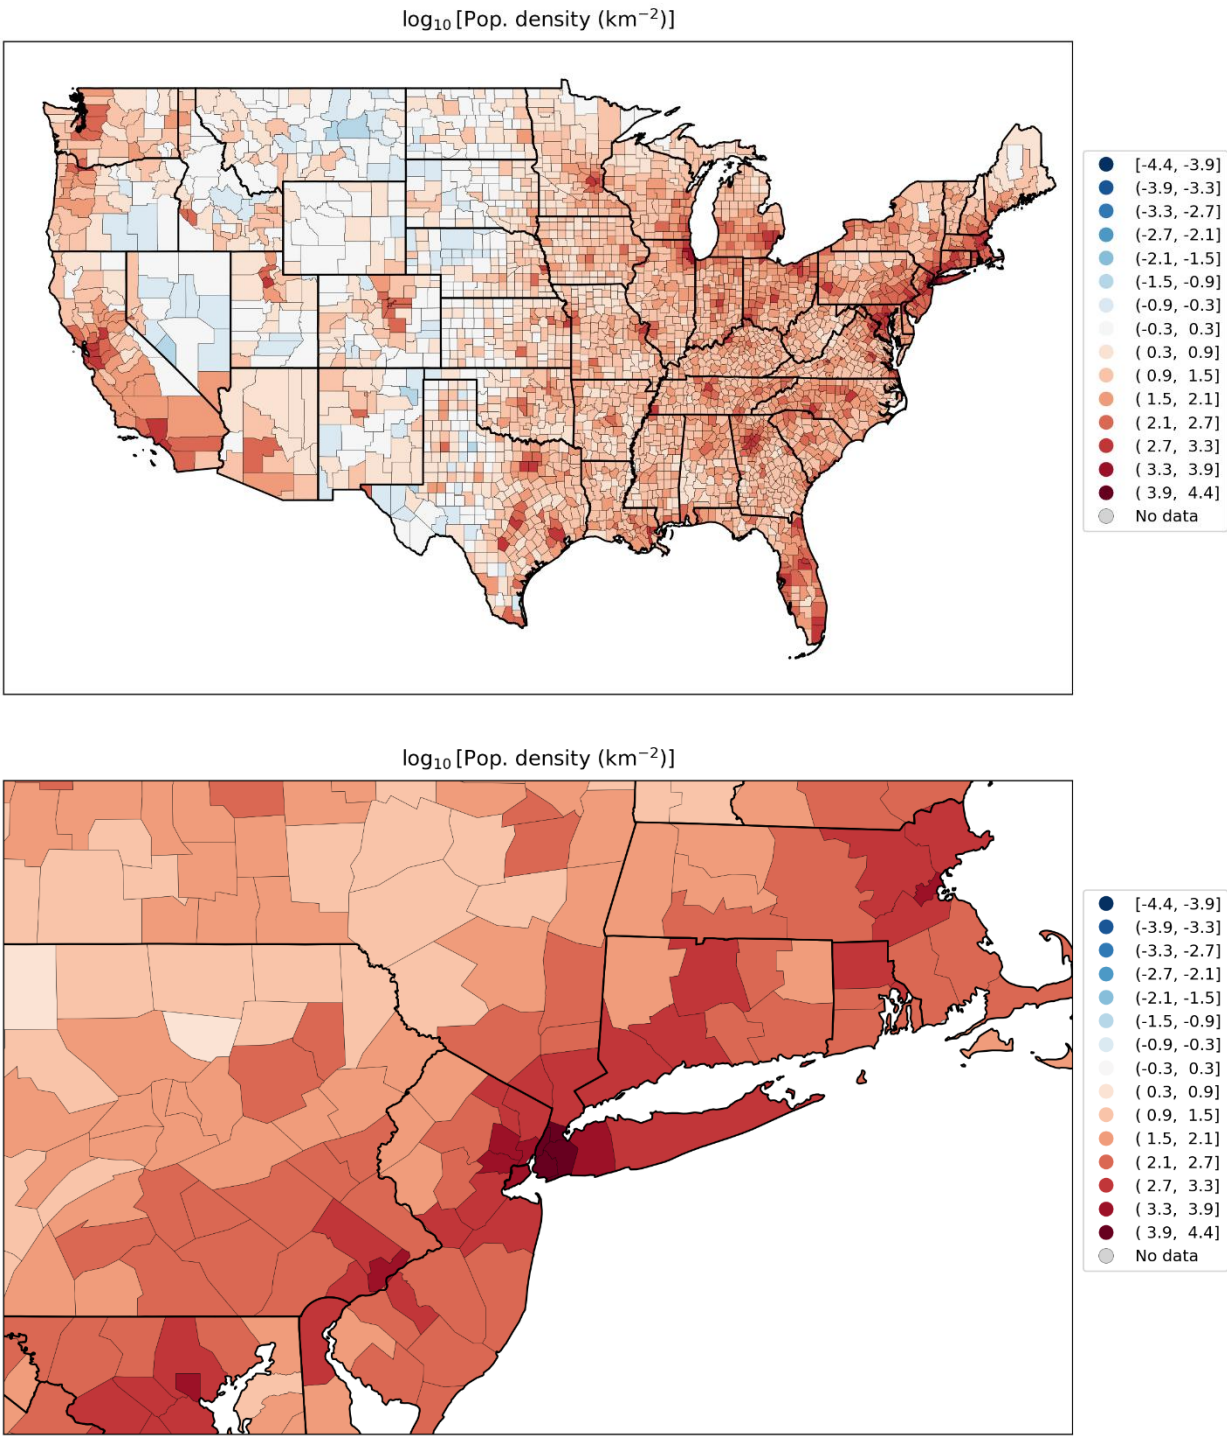 log₁₀ [Pop. density (km⁻²)]
[-4.4, -3.9]
(-3.9, -3.3]
(-3.3, -2.7]
(-2.7, -2.1]
(-2.1, -1.5]
(-1.5, -0.9]
(-0.9, -0.3]
(-0.3, 0.3]
( 0.3, 0.9]
( 0.9, 1.5]
( 1.5, 2.1]
( 2.1, 2.7]
( 2.7, 3.3]
( 3.3, 3.9]
( 3.9, 4.4]
No data
log₁₀ [Pop. density (km⁻²)]
[-4.4, -3.9]
(-3.9, -3.3]
(-3.3, -2.7]
(-2.7, -2.1]
(-2.1, -1.5]
(-1.5, -0.9]
(-0.9, -0.3]
(-0.3, 0.3]
( 0.3, 0.9]
( 0.9, 1.5]
( 1.5, 2.1]
( 2.1, 2.7]
( 2.7, 3.3]
( 3.3, 3.9]
( 3.9, 4.4]
No data